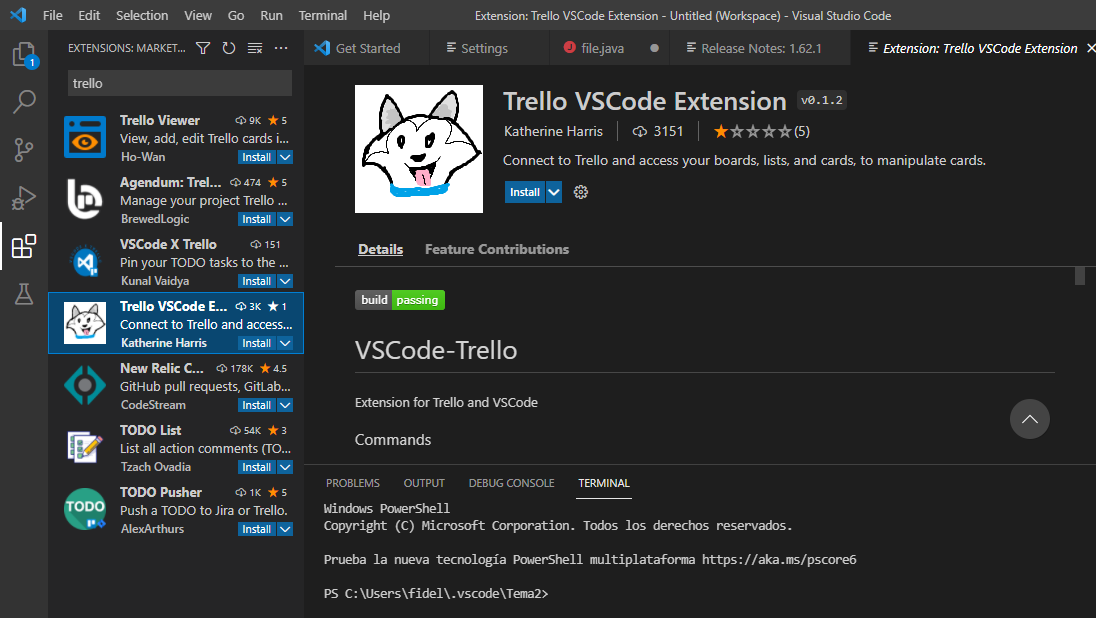 File Edit Selection View Go Run Terminal Help Extension: Trello VSCode Extension - Untitled (Workspace) - Visual Studio Code
1
EXTENSIONS: MARKET...
trello
Trello Viewer 9K 5
View, add, edit Trello cards i...
Ho-Wan Install
Agendum: Trel... 474 5
Manage your project Trello ...
BrewedLogic Install
VSCode X Trello 151
Pin your TODO tasks to the ...
Kunal Vaidya Install
Trello VSCode E... 3K 1
Connect to Trello and access...
Katherine Harris Install
New Relic C... 178K 4.5
GitHub pull requests, GitLab...
CodeStream Install
TODO List 54K 3
List all action comments (TO...
Tzach Ovadia Install
TODO
TODO Pusher 1K 5
Push a TODO to Jira or Trello.
AlexArthurs Install
Get Started Settings file.java Release Notes: 1.62.1 Extension: Trello VSCode Extension
Trello VSCode Extension v0.1.2
Katherine Harris 3151 (5)
Connect to Trello and access your boards, lists, and cards, to manipulate cards.
Install
Details Feature Contributions
build passing
VSCode-Trello
Extension for Trello and VSCode
Commands
PROBLEMS OUTPUT DEBUG CONSOLE TERMINAL
Windows PowerShell
Copyright (C) Microsoft Corporation. Todos los derechos reservados.
Prueba la nueva tecnología PowerShell multiplataforma https://aka.ms/pscore6
PS C:\Users\fidel\.vscode\Tema2>